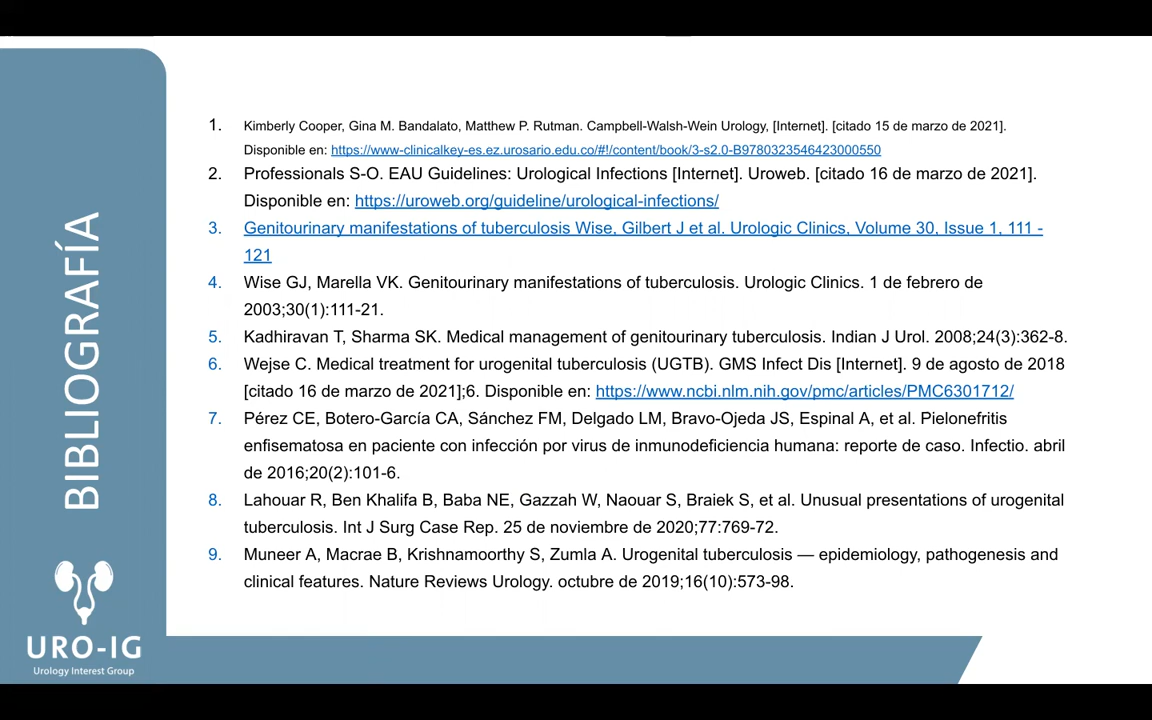 BIBLIOGRAFÍA
1. Kimberly Cooper, Gina M. Bandalato, Matthew P. Rutman. Campbell-Walsh-Wein Urology, [Internet]. [citado 15 de marzo de 2021].
Disponible en: https://www-clinicalkey-es.ez.urosario.edu.co/#!/content/book/3-s2.0-B9780323546423000550
2. Professionals S-O. EAU Guidelines: Urological Infections [Internet]. Uroweb. [citado 16 de marzo de 2021].
Disponible en: https://uroweb.org/guideline/urological-infections/
3. Genitourinary manifestations of tuberculosis Wise, Gilbert J et al. Urologic Clinics, Volume 30, Issue 1, 111 -
121
4. Wise GJ, Marella VK. Genitourinary manifestations of tuberculosis. Urologic Clinics. 1 de febrero de
2003;30(1):111-21.
5. Kadhiravan T, Sharma SK. Medical management of genitourinary tuberculosis. Indian J Urol. 2008;24(3):362-8.
6. Wejse C. Medical treatment for urogenital tuberculosis (UGTB). GMS Infect Dis [Internet]. 9 de agosto de 2018
[citado 16 de marzo de 2021];6. Disponible en: https://www.ncbi.nlm.nih.gov/pmc/articles/PMC6301712/
7. Pérez CE, Botero-García CA, Sánchez FM, Delgado LM, Bravo-Ojeda JS, Espinal A, et al. Pielonefritis
enfisematosa en paciente con infección por virus de inmunodeficiencia humana: reporte de caso. Infectio. abril
de 2016;20(2):101-6.
8. Lahouar R, Ben Khalifa B, Baba NE, Gazzah W, Naouar S, Braiek S, et al. Unusual presentations of urogenital
tuberculosis. Int J Surg Case Rep. 25 de noviembre de 2020;77:769-72.
9. Muneer A, Macrae B, Krishnamoorthy S, Zumla A. Urogenital tuberculosis — epidemiology, pathogenesis and
clinical features. Nature Reviews Urology. octubre de 2019;16(10):573-98.
URO-IG
Urology Interest Group